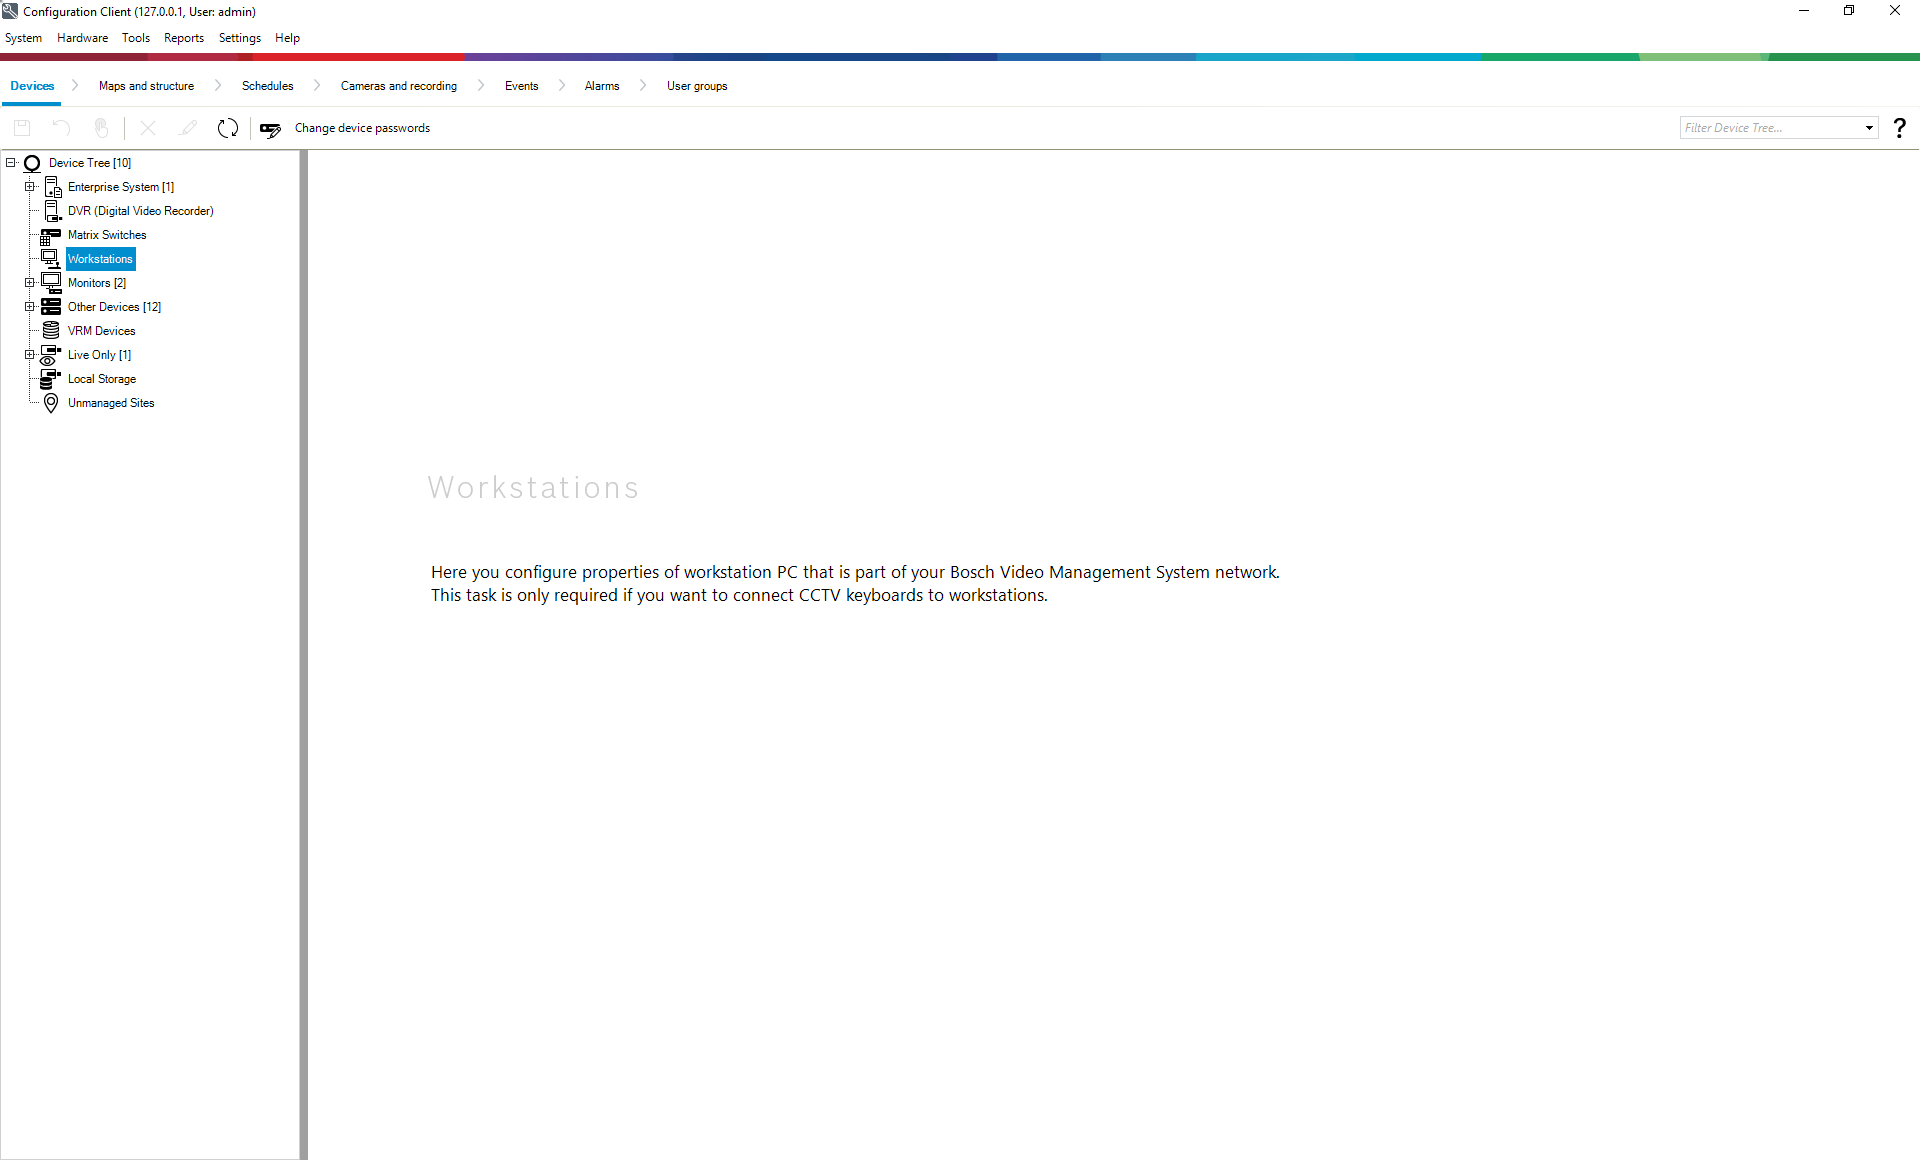 Configuration Client (127.0.0.1, User: admin)
System Hardware Tools Reports Settings Help
Devices Maps and structure Schedules Cameras and recording Events Alarms User groups
Change device passwords Filter Device Tree... ?
Device Tree [10]
Enterprise System [1]
DVR (Digital Video Recorder)
Matrix Switches
Workstations
Monitors [2]
Other Devices [12]
VRM Devices
Live Only [1]
Local Storage
Unmanaged Sites
Workstations
Here you configure properties of workstation PC that is part of your Bosch Video Management System network.
This task is only required if you want to connect CCTV keyboards to workstations.